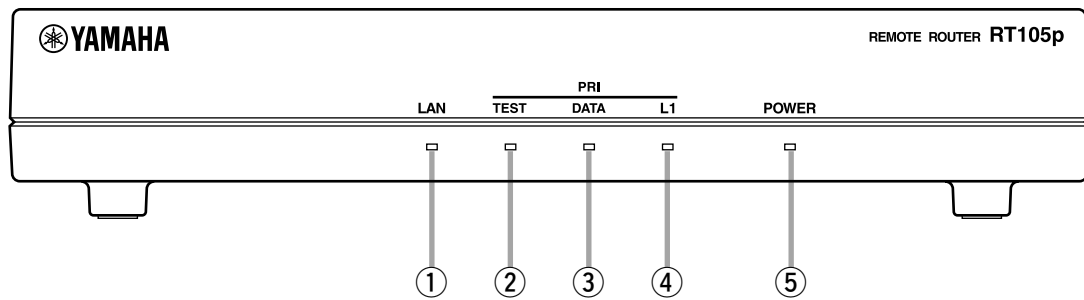 YAMAHA
REMOTE ROUTER RT105p
PRI
LAN TEST DATA L1 POWER
① ② ③ ④ ⑤